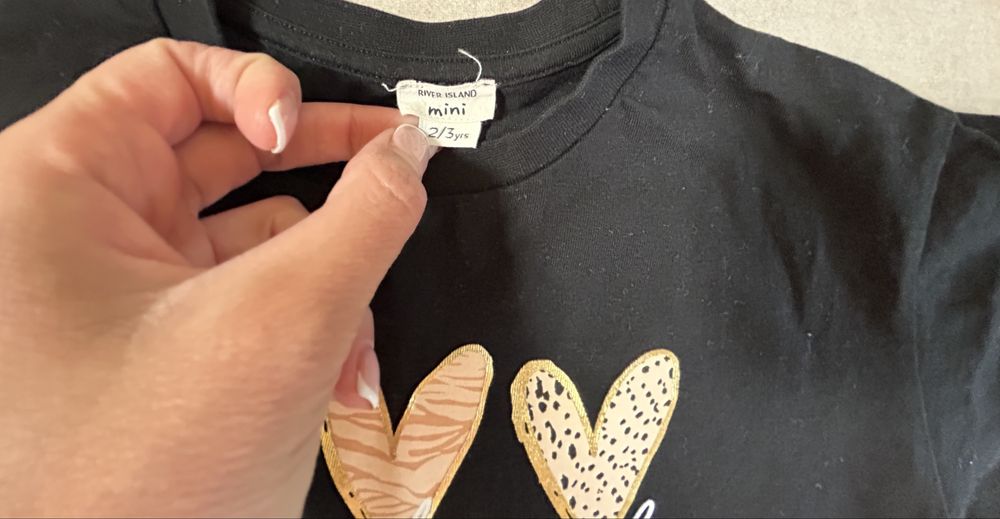 RIVER ISLAND
mini
2/3yrs